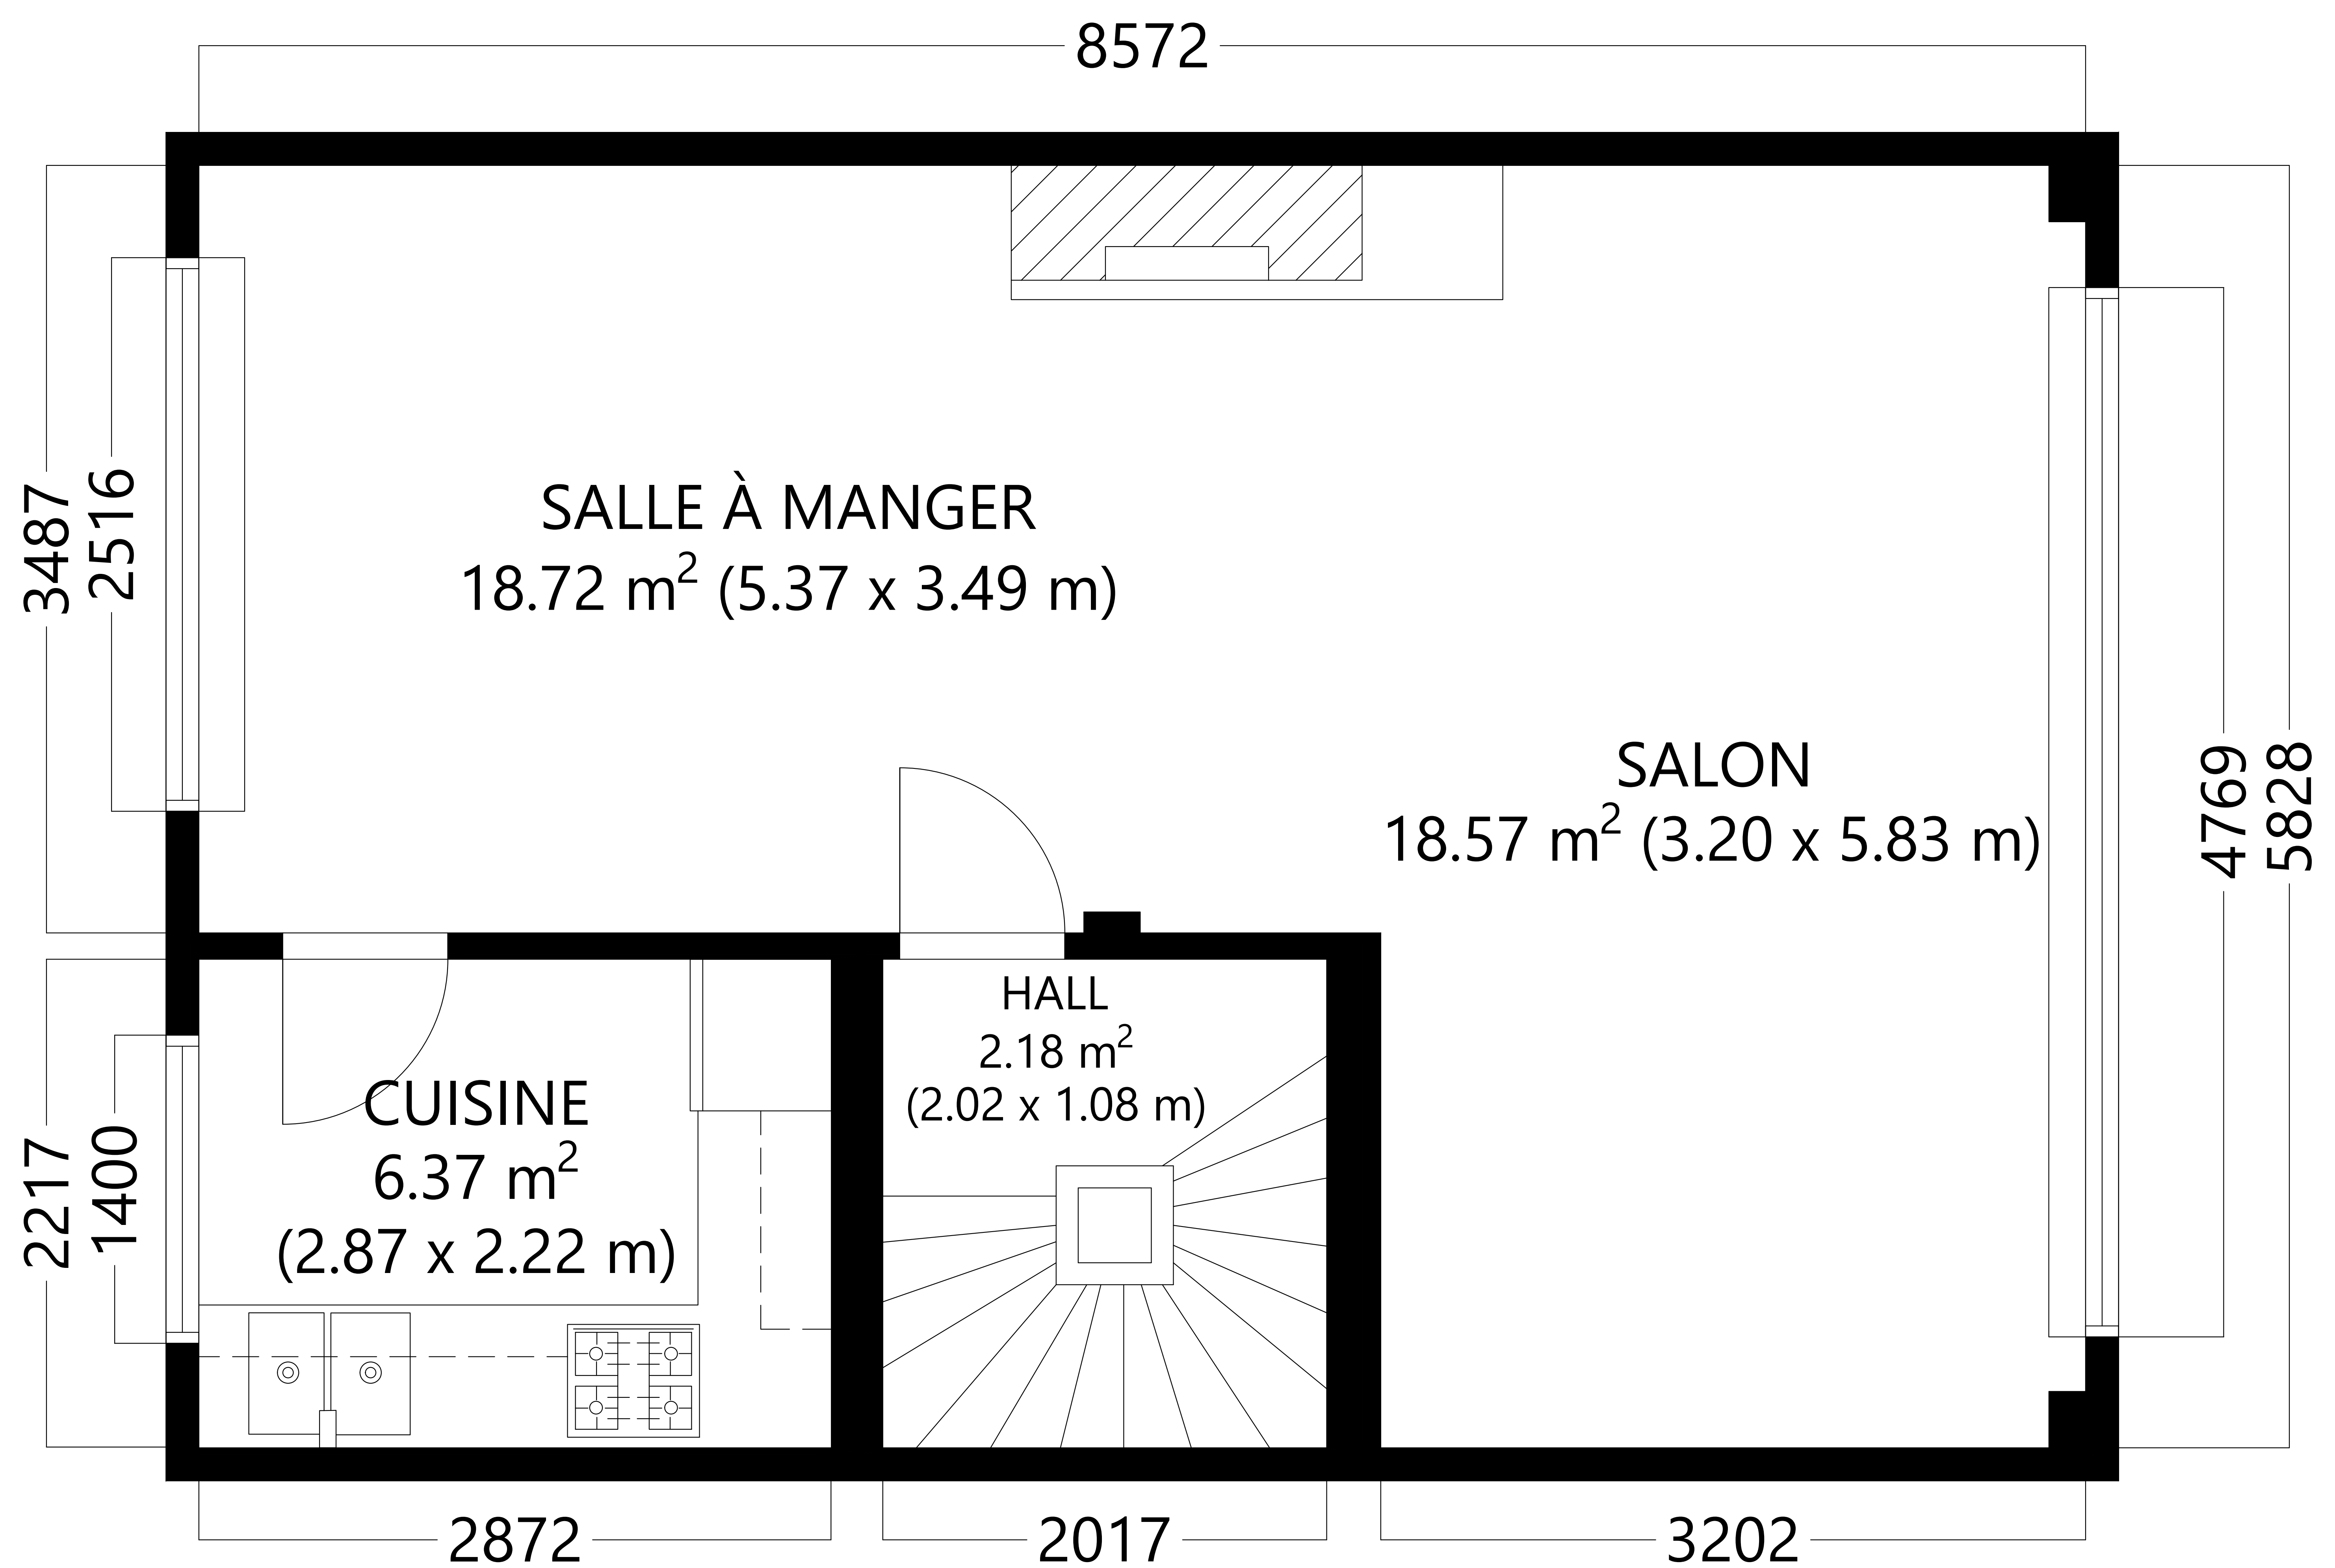 8572
3487
2516
SALLE À MANGER
18.72 m² (5.37 x 3.49 m)
SALON
18.57 m² (3.20 x 5.83 m)
4769
5828
HALL
2.18 m²
(2.02 x 1.08 m)
CUISINE
6.37 m²
(2.87 x 2.22 m)
2217
1400
2872
2017
3202